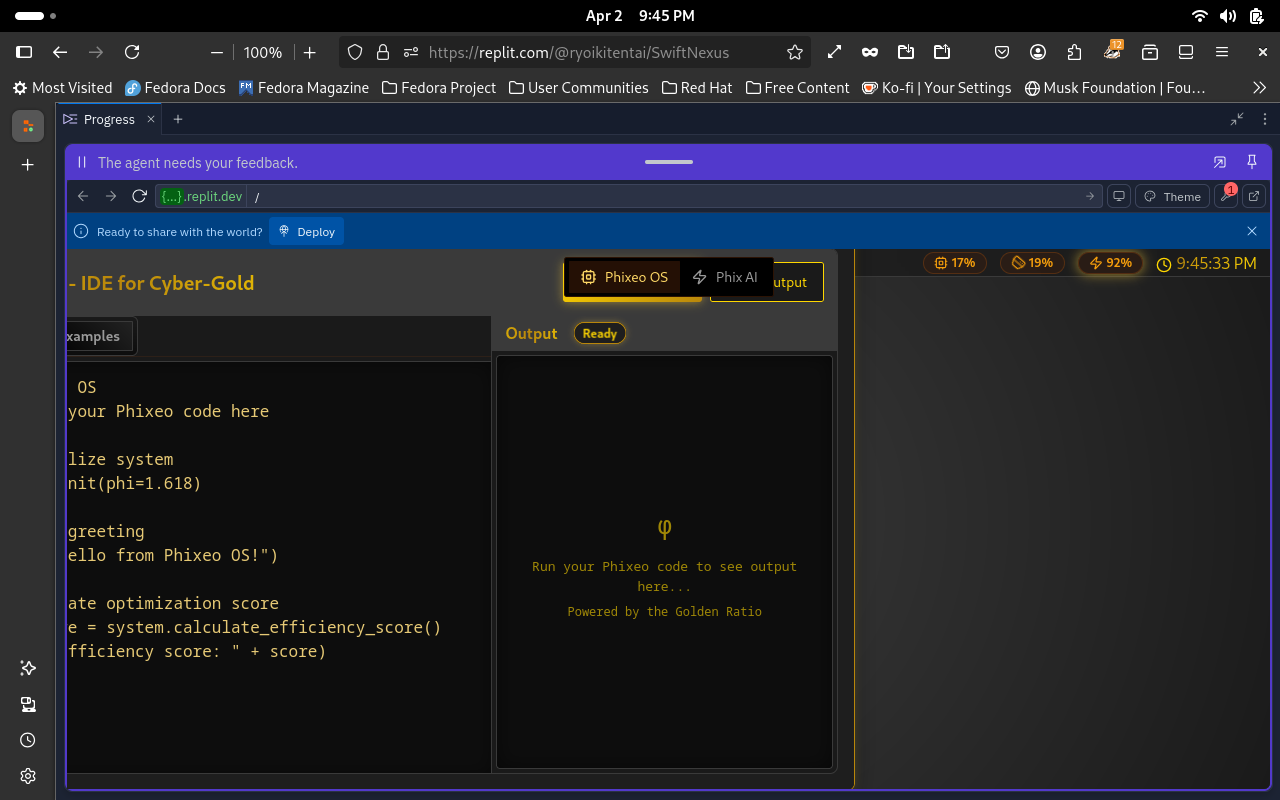 Apr 2 9:45 PM
100%
https://replit.com/@ryoikitentai/SwiftNexus
12
Most Visited
Fedora Docs
Fedora Magazine
Fedora Project
User Communities
Red Hat
Free Content
Ko-fi | Your Settings
Musk Foundation | Fou...
Progress
The agent needs your feedback.
{...}.replit.dev /
Theme
1
Ready to share with the world? Deploy
- IDE for Cyber-Gold
Phixeo OS
Phix AI
utput
17%
19%
92%
9:45:33 PM
xamples
Output Ready
OS
your Phixeo code here
lize system
nit(phi=1.618)
greeting
ello from Phixeo OS!")
ate optimization score
e = system.calculate_efficiency_score()
fficiency score: " + score)
φ
Run your Phixeo code to see output
here...
Powered by the Golden Ratio